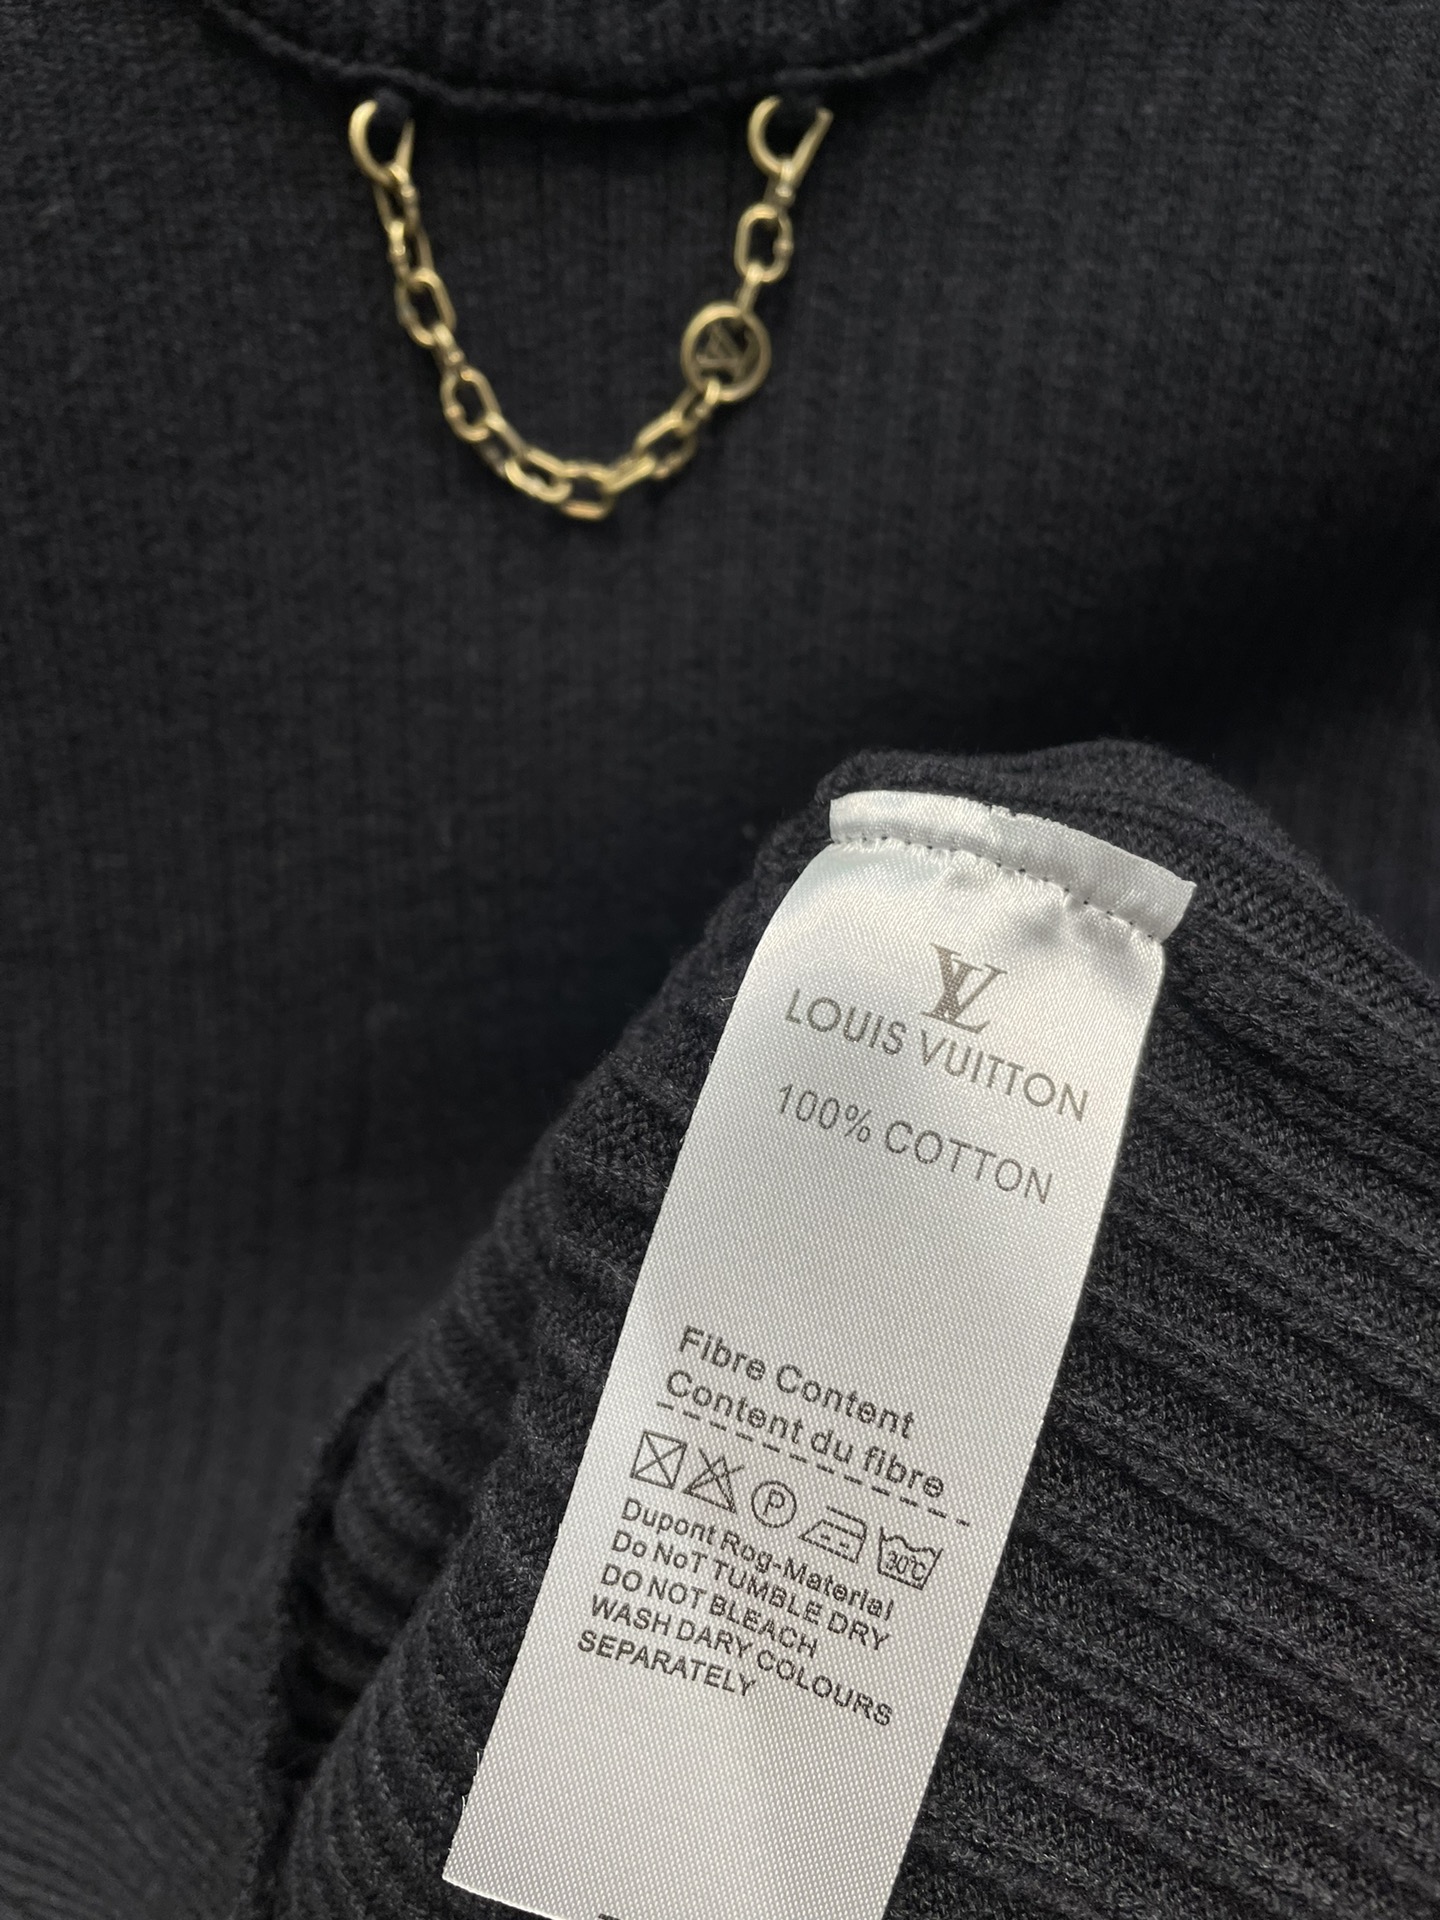 LV
LOUIS VUITTON
100% COTTON
Fibre Content
Content du fibre
P 30°C
Dupont Rog-Material
Do NoT TUMBLE DRY
DO NOT BLEACH
WASH DARY COLOURS
SEPARATELY